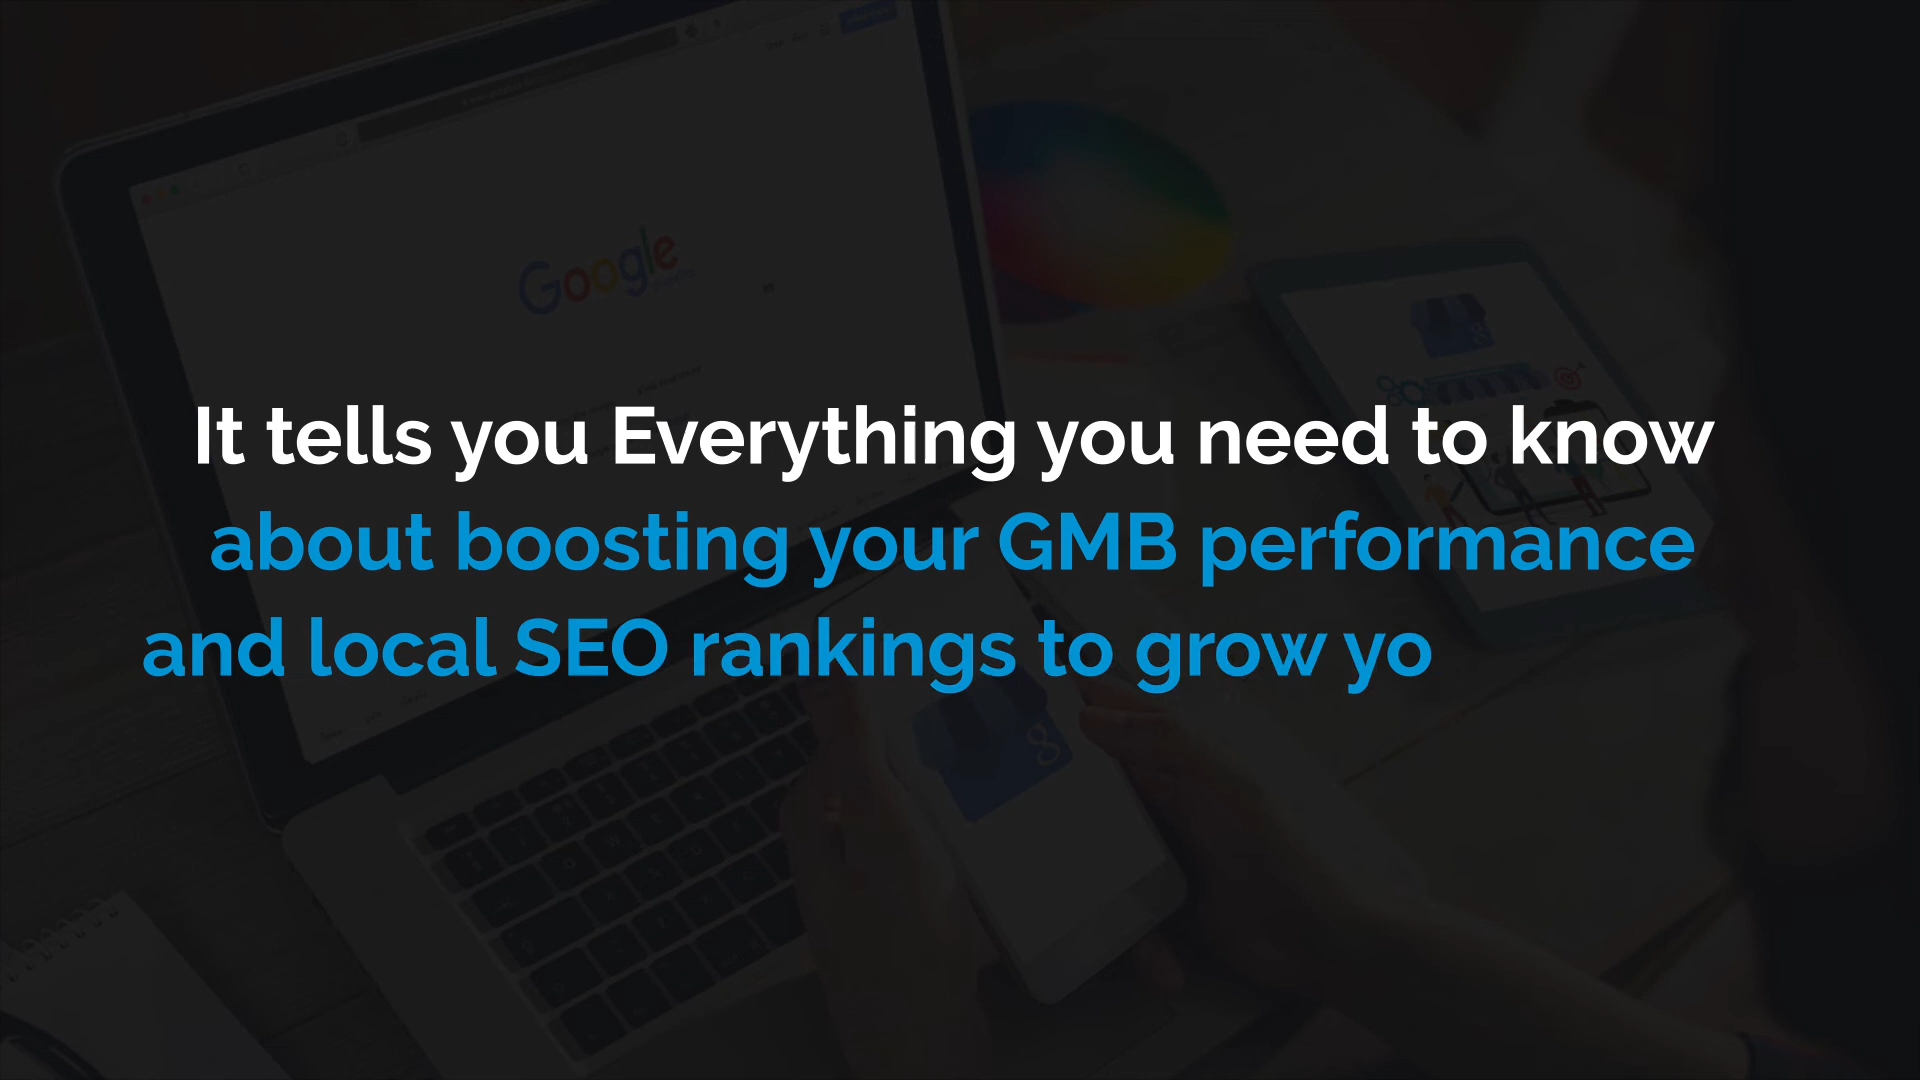 Google
It tells you Everything you need to know
about boosting your GMB performance
and local SEO rankings to grow yo